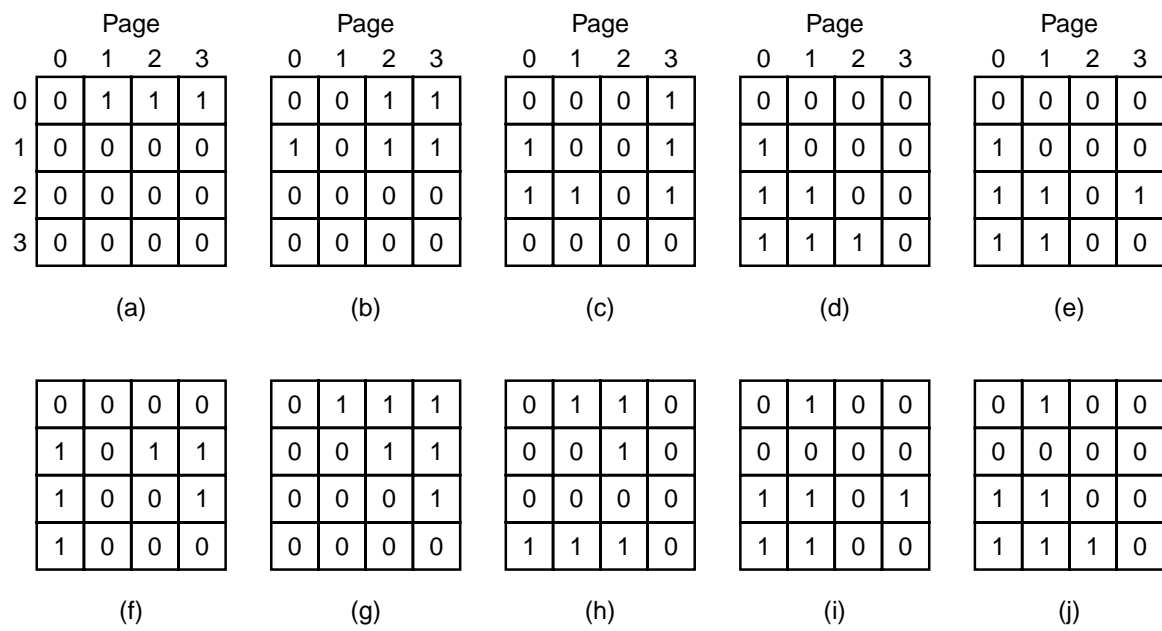 Page Page Page Page Page
0 1 2 3 0 1 2 3 0 1 2 3 0 1 2 3 0 1 2 3
0 0 1 1 1 0 0 1 1 0 0 0 1 0 0 0 0 0 0 0 0
1 0 0 0 0 1 0 1 1 1 0 0 1 1 0 0 0 1 0 0 0
2 0 0 0 0 0 0 0 0 1 1 0 1 1 1 0 0 1 1 0 1
3 0 0 0 0 0 0 0 0 0 0 0 0 1 1 1 0 1 1 0 0
(a) (b) (c) (d) (e)
0 0 0 0 0 1 1 1 0 1 1 0 0 1 0 0 0 1 0 0
1 0 1 1 0 0 1 1 0 0 1 0 0 0 0 0 0 0 0 0
1 0 0 1 0 0 0 1 0 0 0 0 1 1 0 1 1 1 0 0
1 0 0 0 0 0 0 0 1 1 1 0 1 1 0 0 1 1 1 0
(f) (g) (h) (i) (j)